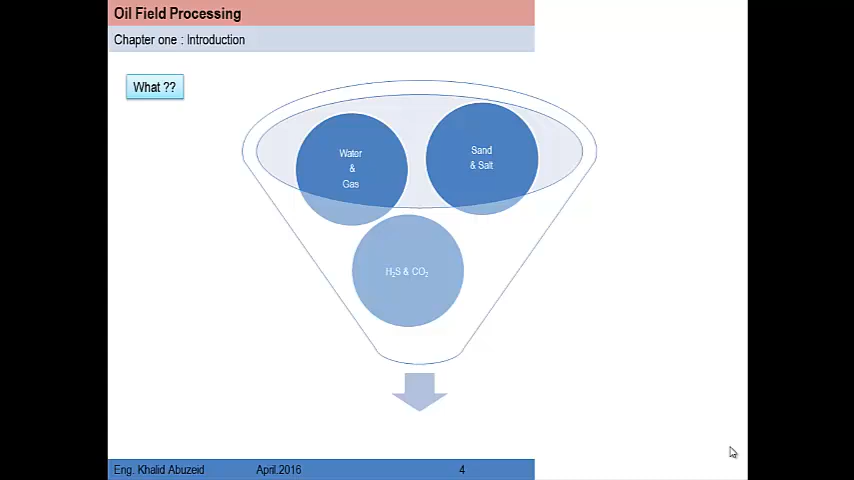 Oil Field Processing
Chapter one : Introduction
What ??
Water
&
Gas
Sand
& Salt
H₂S & CO₂
Eng. Khalid Abuzeid April.2016 4